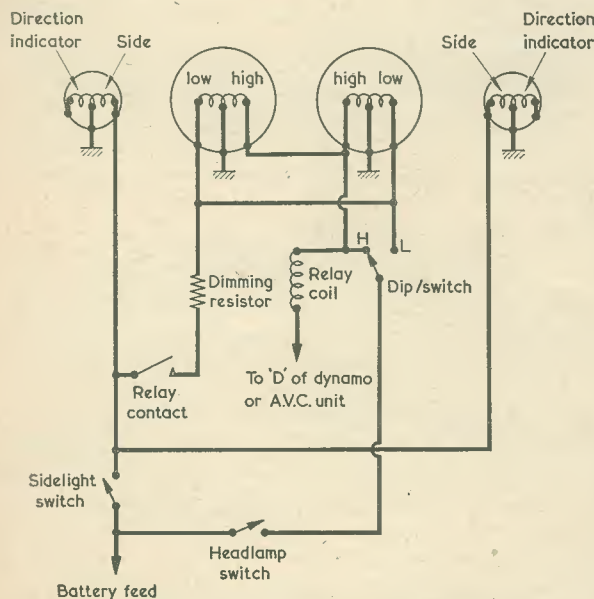 Direction
indicator
Side
low high
high low
Side
Direction
indicator
H
L
Dimming
resistor
Relay
coil
Dip/switch
To 'D' of dynamo
or A.V.C. unit
Relay
contact
Sidelight
switch
Headlamp
switch
Battery feed